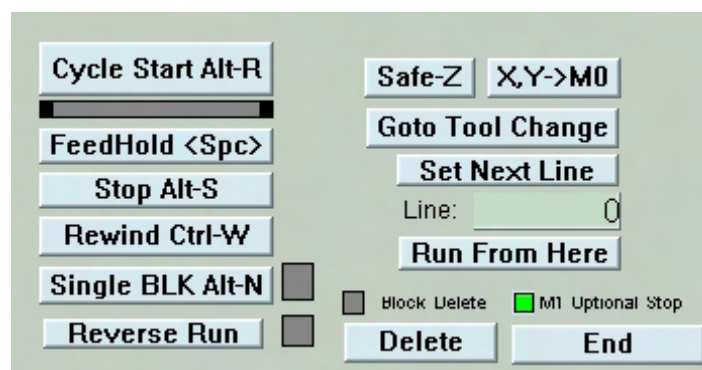 Cycle Start Alt-R
Safe-Z X,Y->M0
FeedHold <Spc>
Goto Tool Change
Stop Alt-S
Set Next Line
Line: 0
Rewind Ctrl-W
Run From Here
Single BLK Alt-N
Block Delete M1 Optional Stop
Reverse Run
Delete End